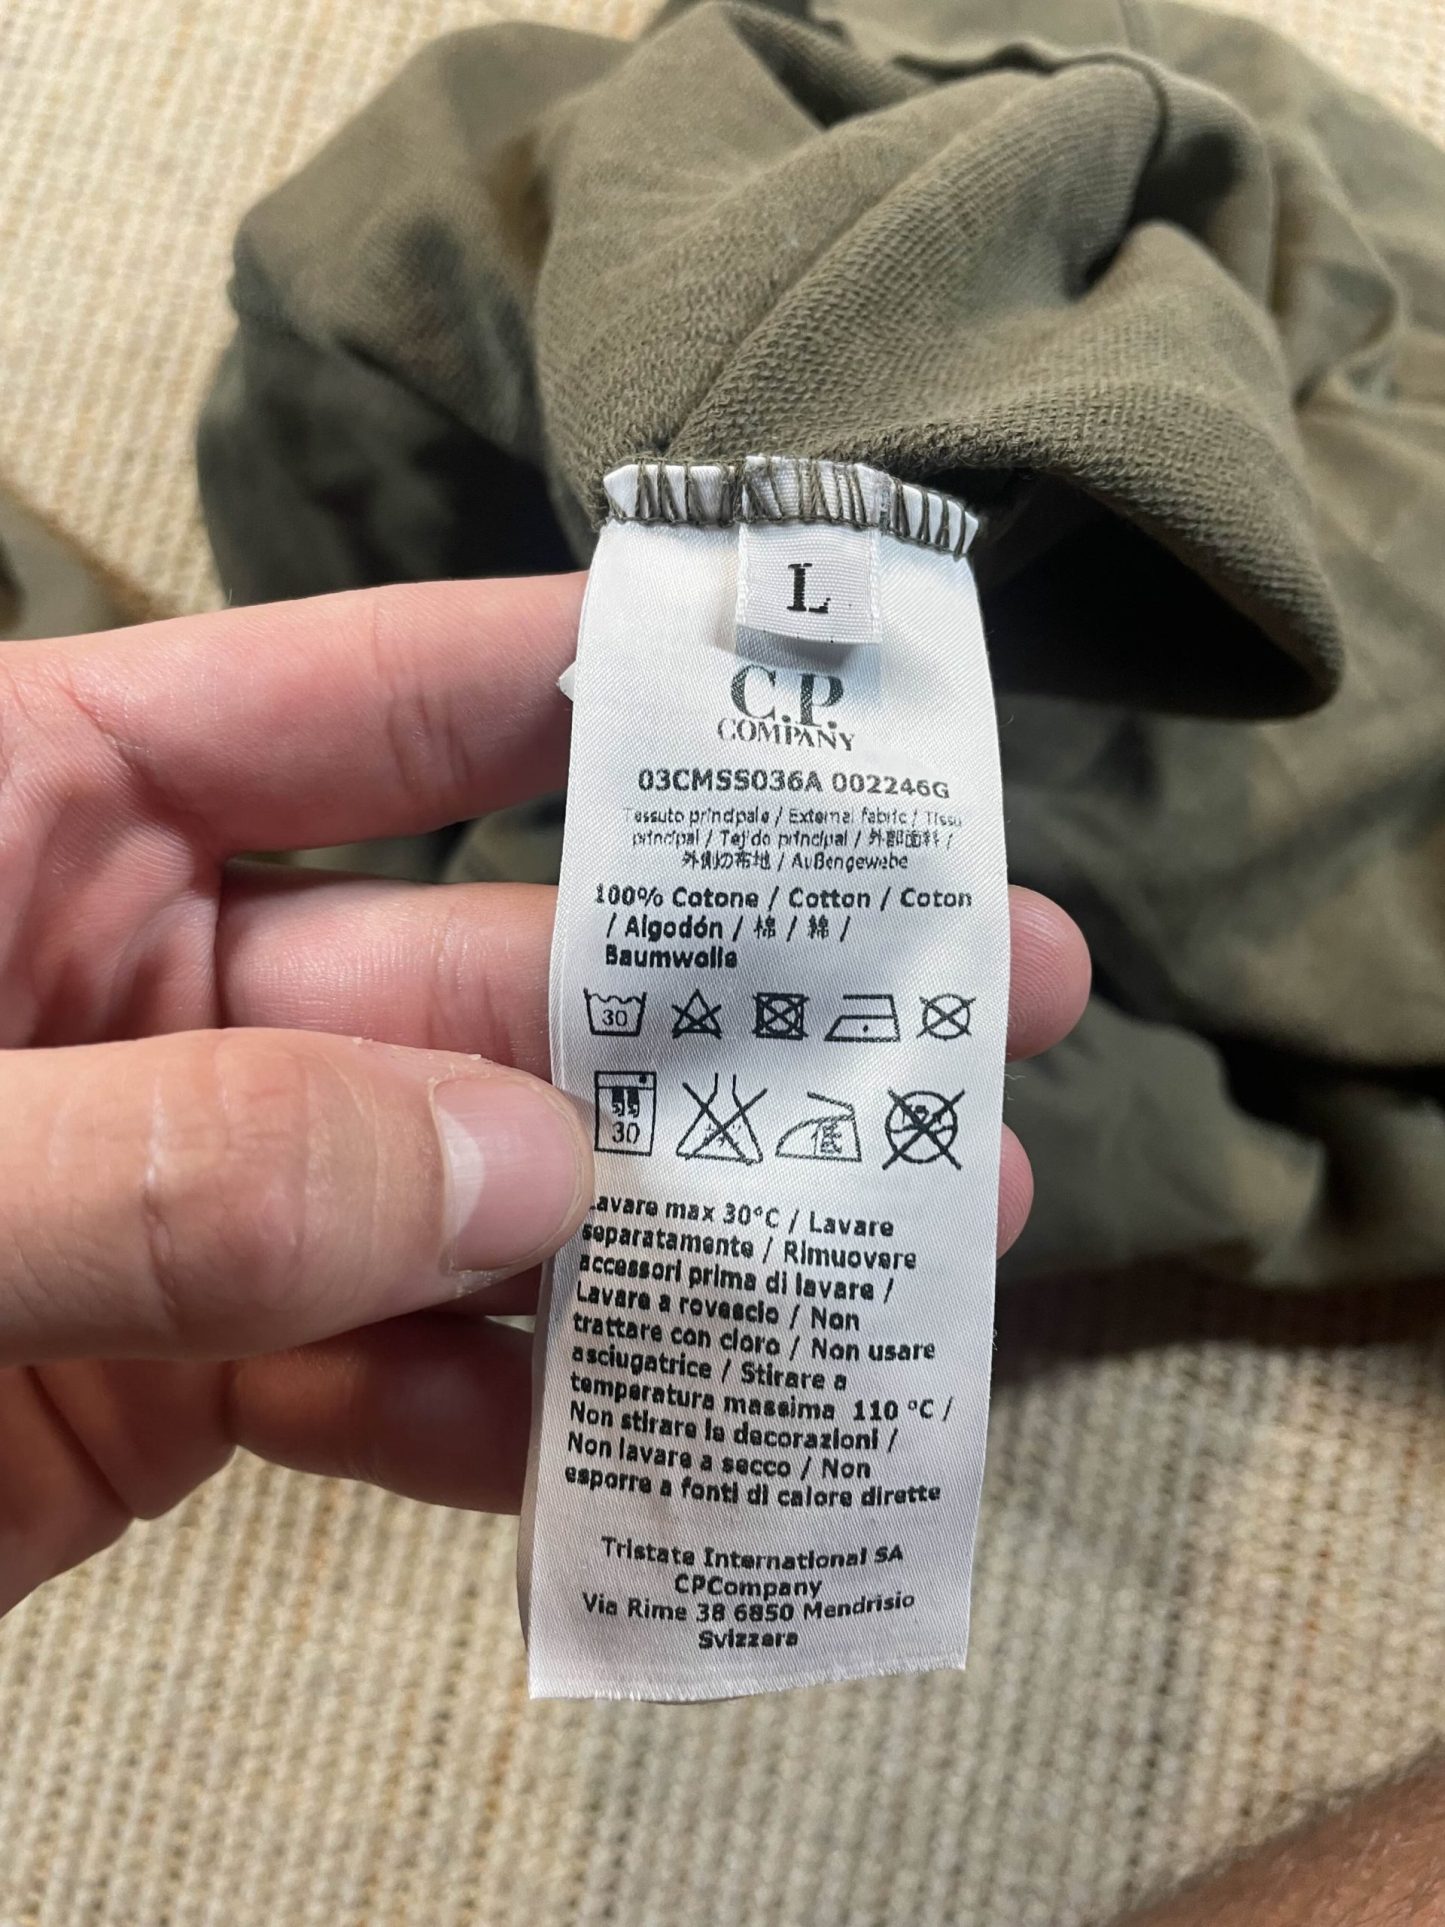 L
C.P.
COMPANY
03CMSS036A 002246G
Tessuto principale / External fabric / Tissu
principal / Tejido principal / 外部面料 /
外側の布地 / Außengewebe
100% Cotone / Cotton / Coton
/ Algodón / 棉 / 綿 /
Baumwolle
30
30
Lavare max 30°C / Lavare
separatamente / Rimuovere
accessori prima di lavare /
Lavare a rovescio / Non
trattare con cloro / Non usare
asciugatrice / Stirare a
temperatura massima 110 °C /
Non stirare le decorazioni /
Non lavare a secco / Non
esporre a fonti di calore dirette
Tristate International SA
CPCompany
Via Rime 38 6850 Mendrisio
Svizzera